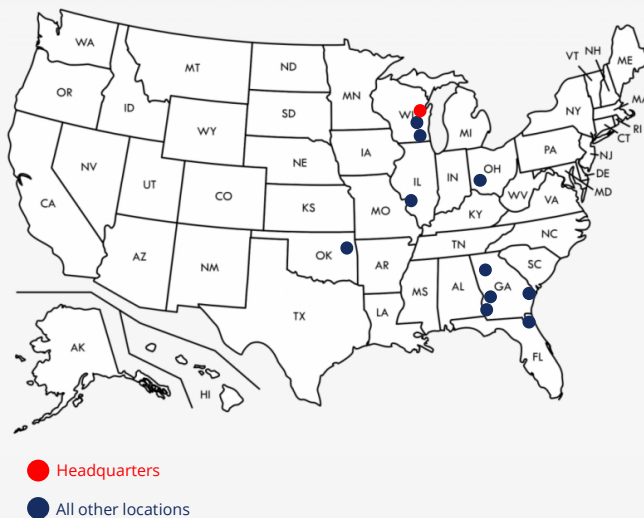 WA
MT
ND
MN
VT
NH
ME
OR
ID
SD
WI
MI
NY
MA
RI
CT
WY
IA
PA
NJ
NE
NV
UT
CO
IL
IN
OH
DE
MD
WV
VA
CA
KS
MO
KY
NC
TN
AZ
NM
OK
AR
SC
MS
AL
GA
TX
LA
FL
AK
HI
Headquarters
All other locations